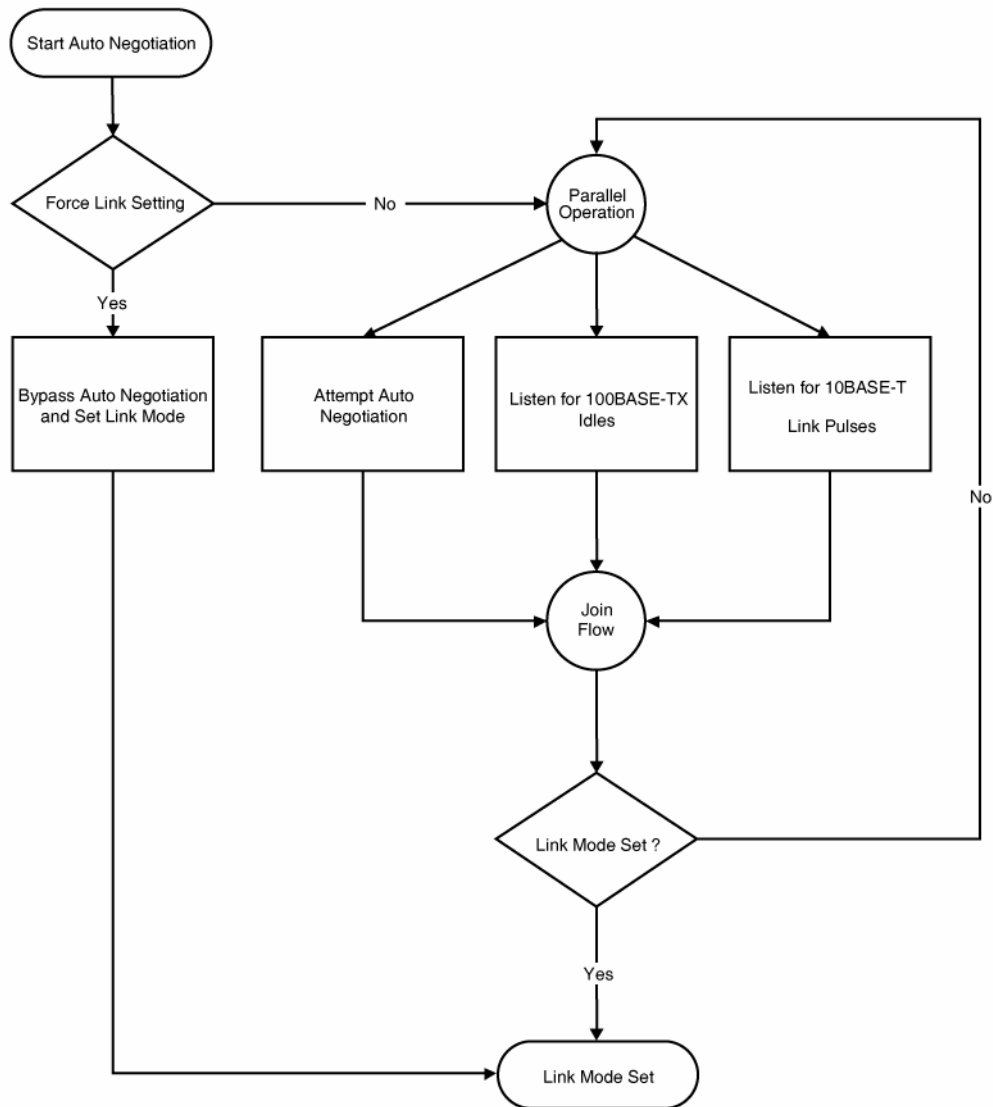 Start Auto Negotiation
Force Link Setting
No
Parallel
Operation
Yes
Bypass Auto Negotiation
and Set Link Mode
Attempt Auto
Negotiation
Listen for 100BASE-TX
Idles
Listen for 10BASE-T
Link Pulses
No
Join
Flow
Link Mode Set ?
Yes
Link Mode Set